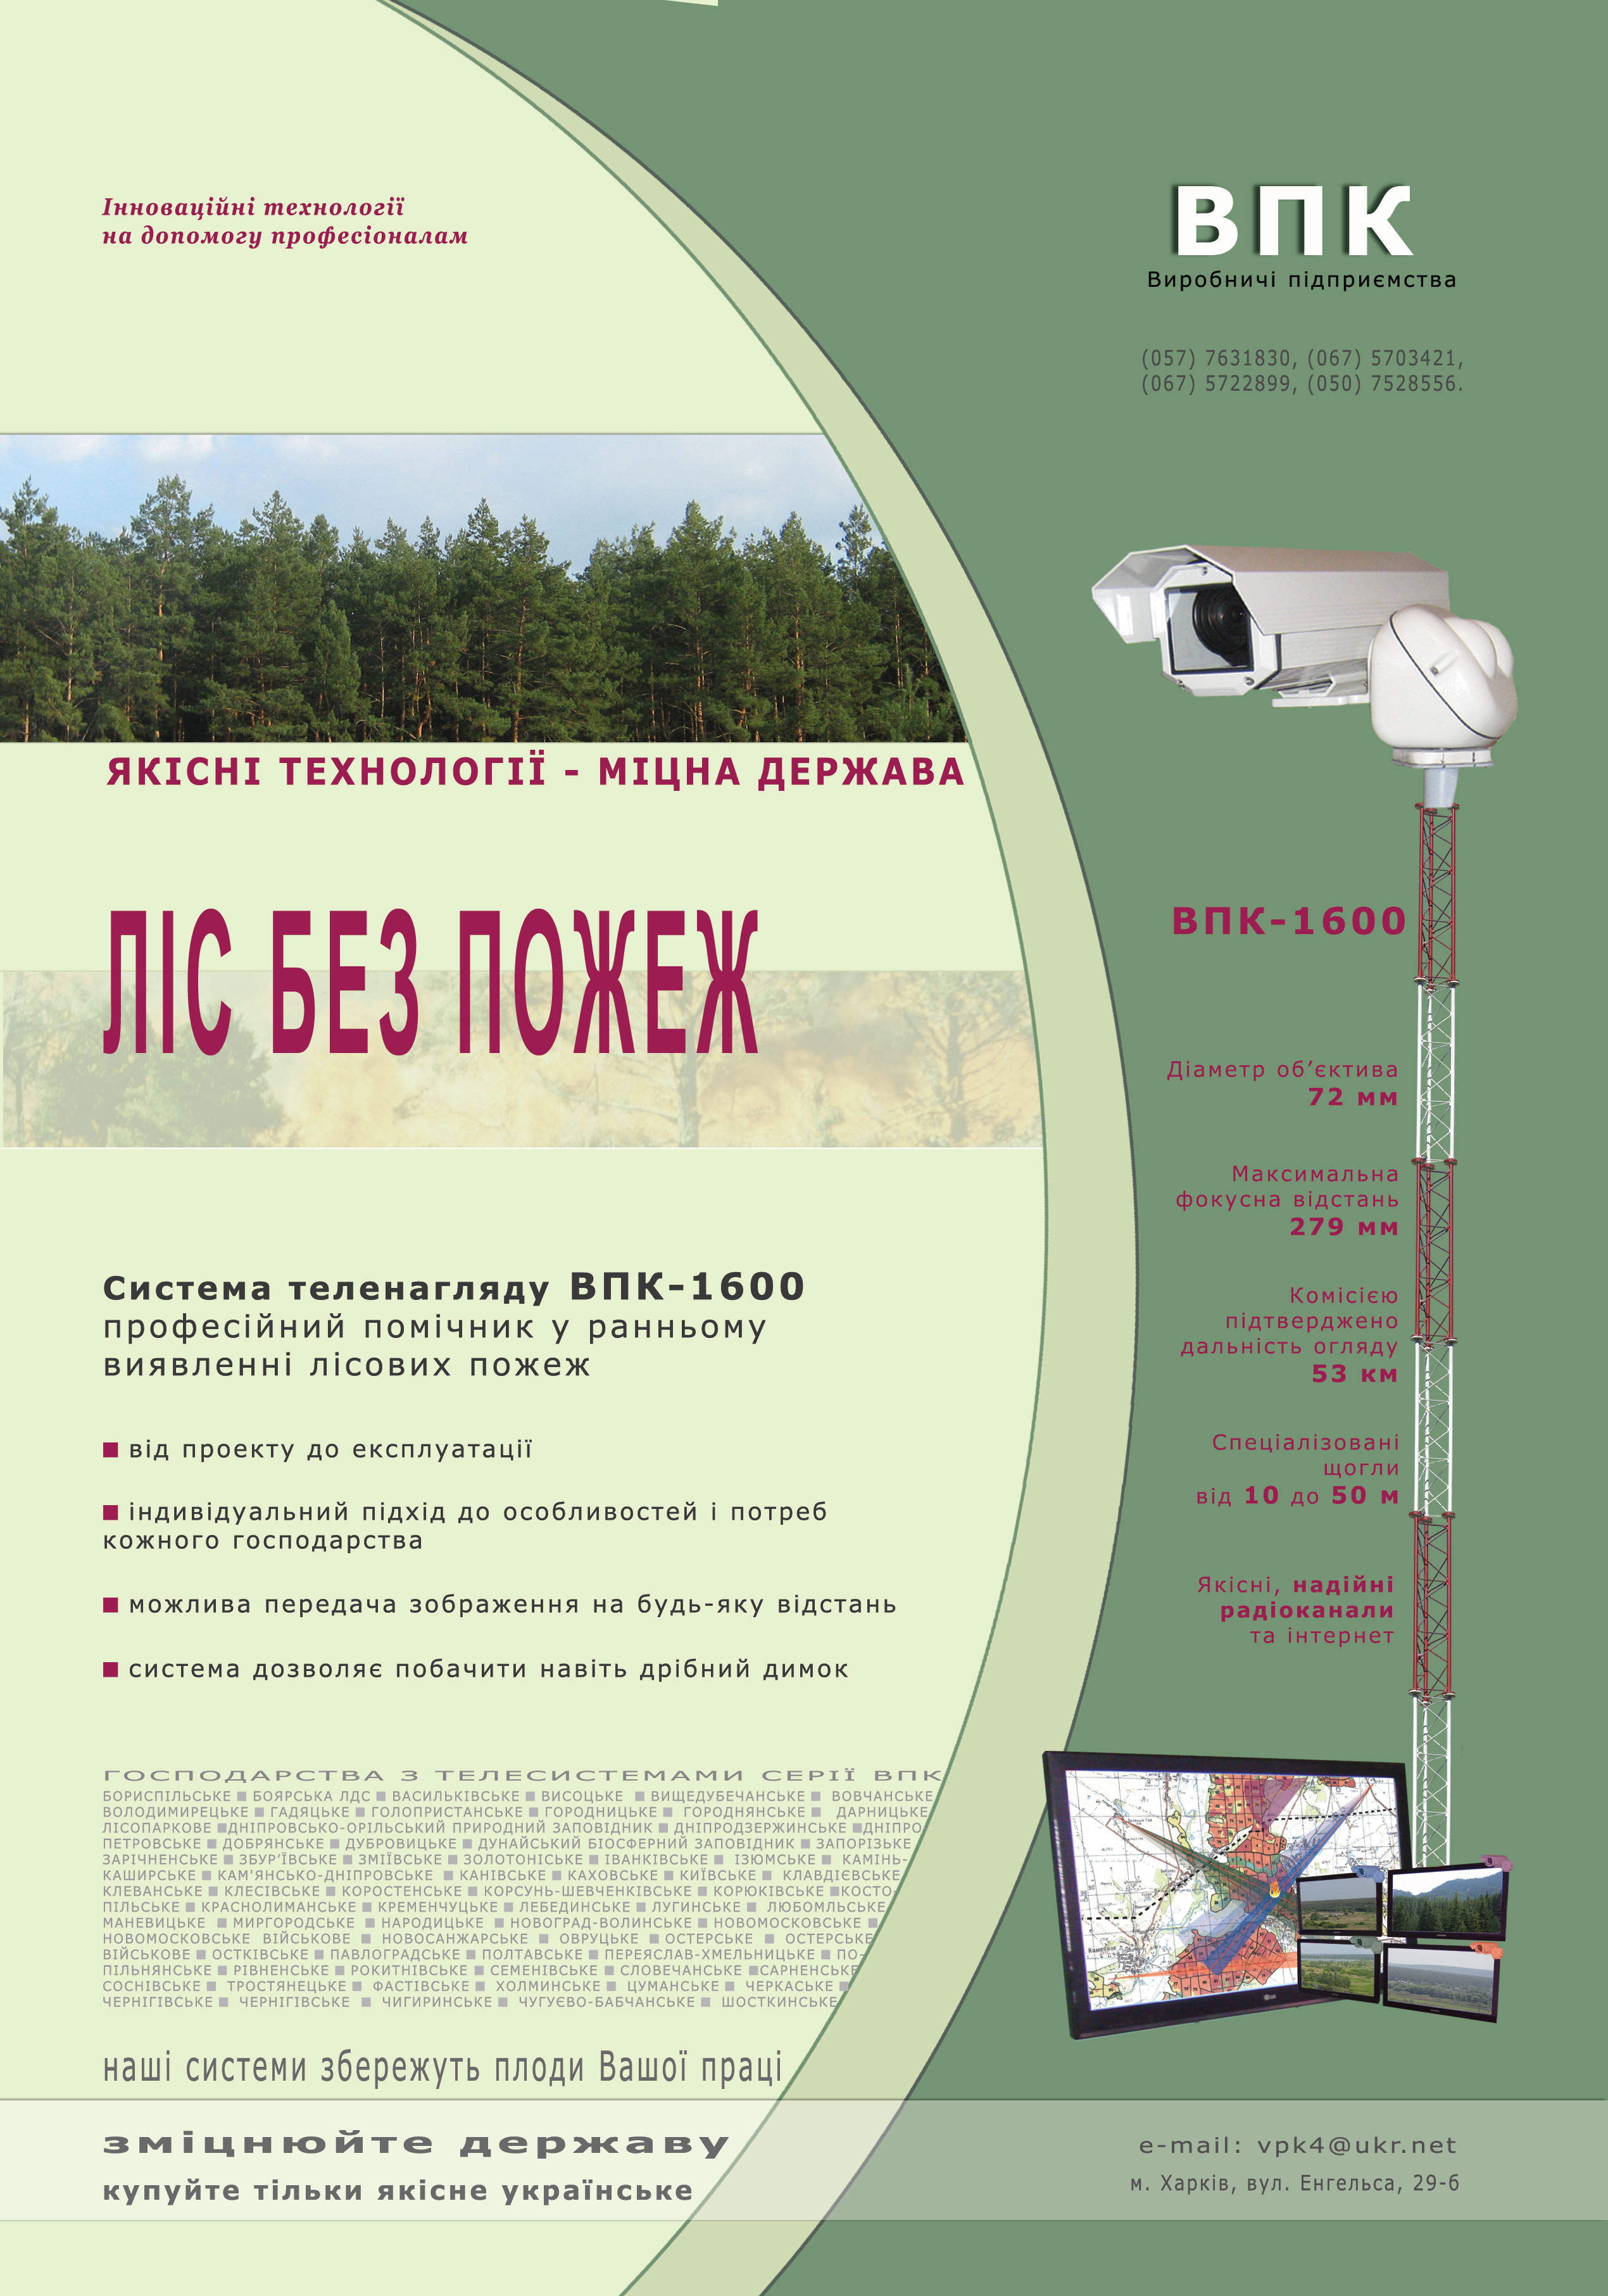 Інноваційні технології
на допомогу професіоналам
ВПК
Виробничі підприємства
(057) 7631830, (067) 5703421,
(067) 5722899, (050) 7528556.
ЯКІСНІ ТЕХНОЛОГІЇ - МІЦНА ДЕРЖАВА
ЛІС БЕЗ ПОЖЕЖ
ВПК-1600
Діаметр об’єктива
72 мм
Максимальна
фокусна відстань
279 мм
Комісією
підтверджено
дальність огляду
53 км
Спеціалізовані
щогли
від 10 до 50 м
Якісні, надійні
радіоканали
та інтернет
Система теленагляду ВПК-1600
професійний помічник у ранньому
виявленні лісових пожеж
■ від проекту до експлуатації
■ індивідуальний підхід до особливостей і потреб
кожного господарства
■ можлива передача зображення на будь-яку відстань
■ система дозволяє побачити навіть дрібний димок
ГОСПОДАРСТВА З ТЕЛЕСИСТЕМАМИ СЕРІЇ ВПК
БОРИСПІЛЬСЬКЕ ■ БОЯРСЬКА ЛДС ■ ВАСИЛЬКІВСЬКЕ ■ ВИСОЦЬКЕ ■ ВИЩЕДУБЕЧАНСЬКЕ ■ ВОВЧАНСЬКЕ
ВОЛОДИМИРЕЦЬКЕ ■ ГАДЯЦЬКЕ ■ ГОЛОПРИСТАНСЬКЕ ■ ГОРОДНИЦЬКЕ ■ ГОРОДНЯНСЬКЕ ■ ДАРНИЦЬКЕ
ЛІСОПАРКОВЕ ■ДНІПРОВСЬКО-ОРІЛЬСЬКИЙ ПРИРОДНИЙ ЗАПОВІДНИК ■ ДНІПРОДЗЕРЖИНСЬКЕ ■ДНІПРО-
ПЕТРОВСЬКЕ ■ ДОБРЯНСЬКЕ ■ ДУБРОВИЦЬКЕ ■ ДУНАЙСЬКИЙ БІОСФЕРНИЙ ЗАПОВІДНИК ■ ЗАПОРІЗЬКЕ
ЗАРІЧНЕНСЬКЕ ■ ЗБУР’ЇВСЬКЕ ■ ЗМІЇВСЬКЕ ■ ЗОЛОТОНІСЬКЕ ■ ІВАНКІВСЬКЕ ■ ІЗЮМСЬКЕ ■ КАМІНЬ-
КАШИРСЬКЕ ■ КАМ’ЯНСЬКО-ДНІПРОВСЬКЕ ■ КАНІВСЬКЕ ■ КАХОВСЬКЕ ■ КИЇВСЬКЕ ■ КЛАВДІЄВСЬКЕ
КЛЕВАНСЬКЕ ■ КЛЕСІВСЬКЕ ■ КОРОСТЕНСЬКЕ ■ КОРСУНЬ-ШЕВЧЕНКІВСЬКЕ ■ КОРЮКІВСЬКЕ ■КОСТО-
ПІЛЬСЬКЕ ■ КРАСНОЛИМАНСЬКЕ ■ КРЕМЕНЧУЦЬКЕ ■ ЛЕБЕДИНСЬКЕ ■ ЛУГИНСЬКЕ ■ ЛЮБОМЛЬСЬКЕ
МАНЕВИЦЬКЕ ■ МИРГОРОДСЬКЕ ■ НАРОДИЦЬКЕ ■ НОВОГРАД-ВОЛИНСЬКЕ ■ НОВОМОСКОВСЬКЕ ■
НОВОМОСКОВСЬКЕ ВІЙСЬКОВЕ ■ НОВОСАНЖАРСЬКЕ ■ ОВРУЦЬКЕ ■ ОСТЕРСЬКЕ ■ ОСТЕРСЬКЕ
ВІЙСЬКОВЕ ■ ОСТКІВСЬКЕ ■ ПАВЛОГРАДСЬКЕ ■ ПОЛТАВСЬКЕ ■ ПЕРЕЯСЛАВ-ХМЕЛЬНИЦЬКЕ ■ ПО-
ПІЛЬНЯНСЬКЕ ■ РІВНЕНСЬКЕ ■ РОКИТНІВСЬКЕ ■ СЕМЕНІВСЬКЕ ■ СЛОВЕЧАНСЬКЕ ■САРНЕНСЬКЕ
СОСНІВСЬКЕ ■ ТРОСТЯНЕЦЬКЕ ■ ФАСТІВСЬКЕ ■ ХОЛМИНСЬКЕ ■ ЦУМАНСЬКЕ ■ ЧЕРКАСЬКЕ ■
ЧЕРНІГІВСЬКЕ ■ ЧЕРНІГІВСЬКЕ ■ ЧИГИРИНСЬКЕ ■ ЧУГУЄВО-БАБЧАНСЬКЕ ■ ШОСТКИНСЬКЕ
наші системи збережуть плоди Вашої праці
зміцнюйте державу
купуйте тільки якісне українське
e-mail: vpk4@ukr.net
м. Харків, вул. Енгельса, 29-б